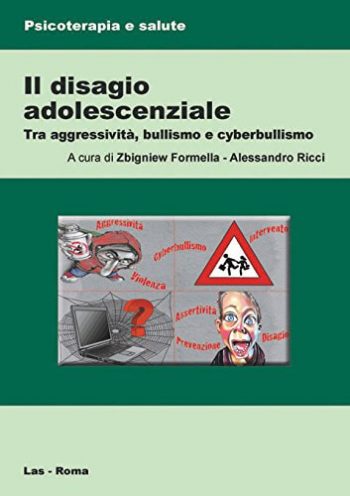 Psicoterapia e salute
Il disagio
adolescenziale
Tra aggressività, bullismo e cyberbullismo
A cura di Zbigniew Formella - Alessandro Ricci
Aggressività
Cyberbullismo
Intervento
Violenza
?
Assertività
Prevenzione
Disagio
Las - Roma